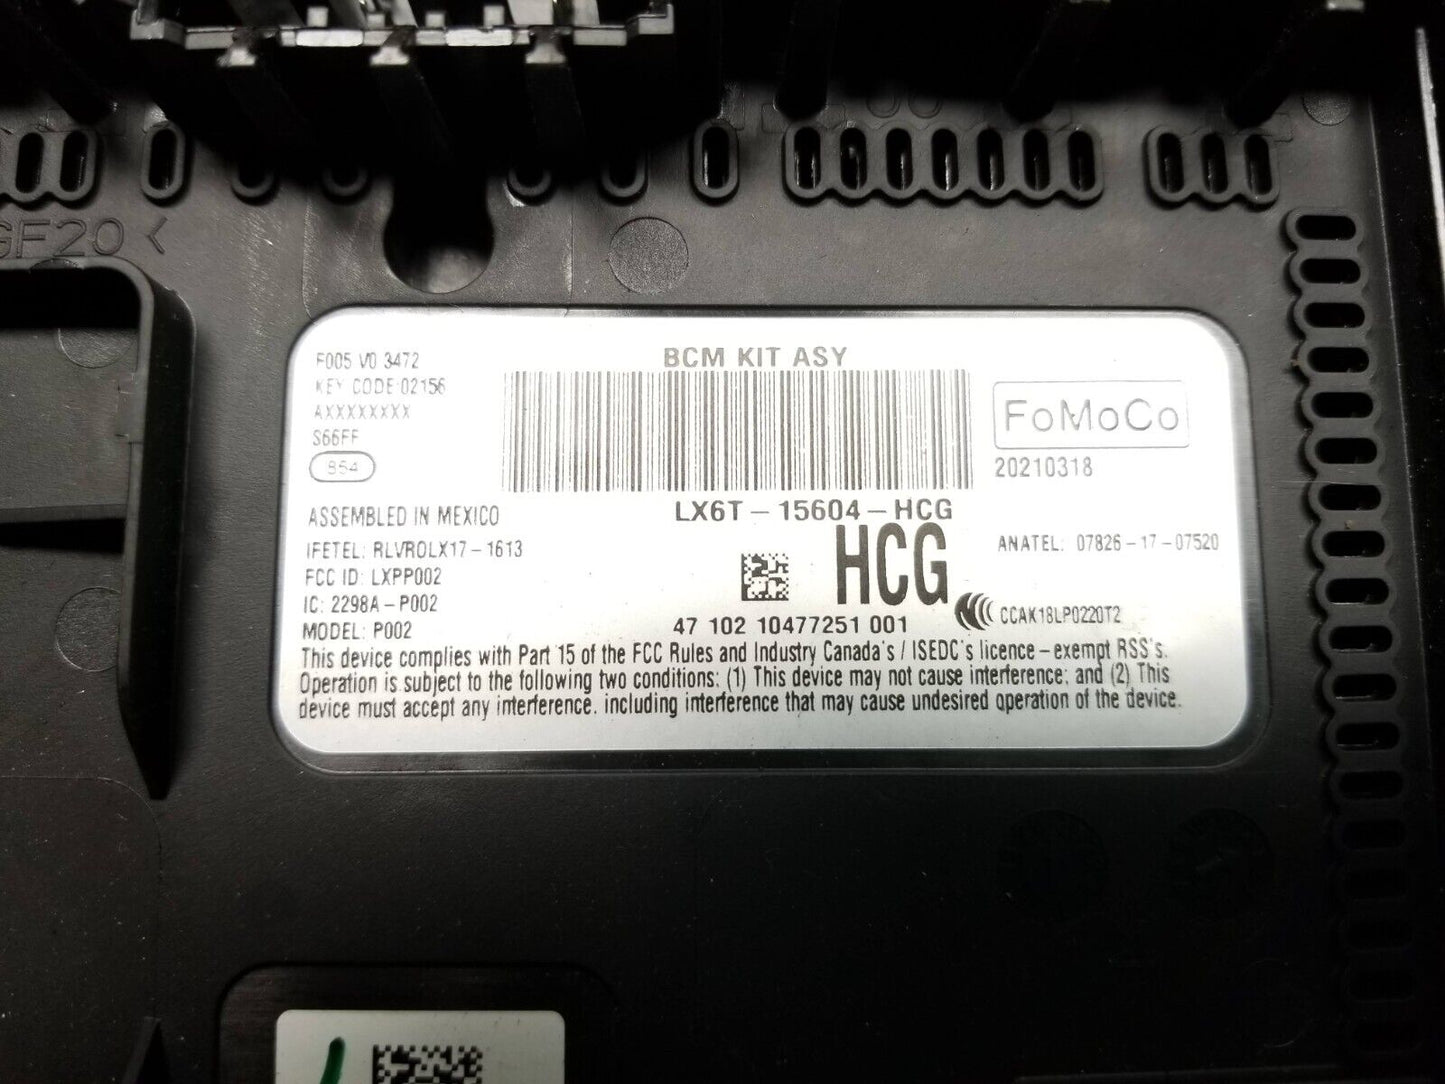 GF20 <
F005 V0 3472
KEY CODE:02156
AXXXXXXXX
S66FF
854
BCM KIT ASY
FoMoCo
20210318
LX6T-15604-HCG
HCG
ASSEMBLED IN MEXICO
IFETEL: RLVROLX17-1613
FCC ID: LXPP002
IC: 2298A-P002
MODEL: P002
ANATEL: 07826-17-07520
CCAK18LP0220T2
47 102 10477251 001
This device complies with Part 15 of the FCC Rules and Industry Canada's / ISEDC's licence-exempt RSS's.
Operation is subject to the following two conditions: (1) This device may not cause interference; and (2) This
device must accept any interference. including interference that may cause undesired operation of the device.